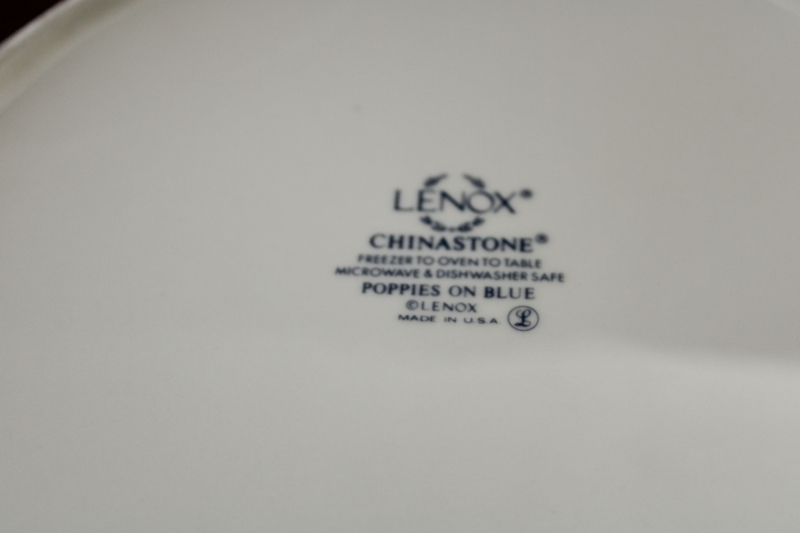 LENOX®
CHINASTONE®
FREEZER TO OVEN TO TABLE
MICROWAVE & DISHWASHER SAFE
POPPIES ON BLUE
©LENOX
MADE IN U.S.A. L